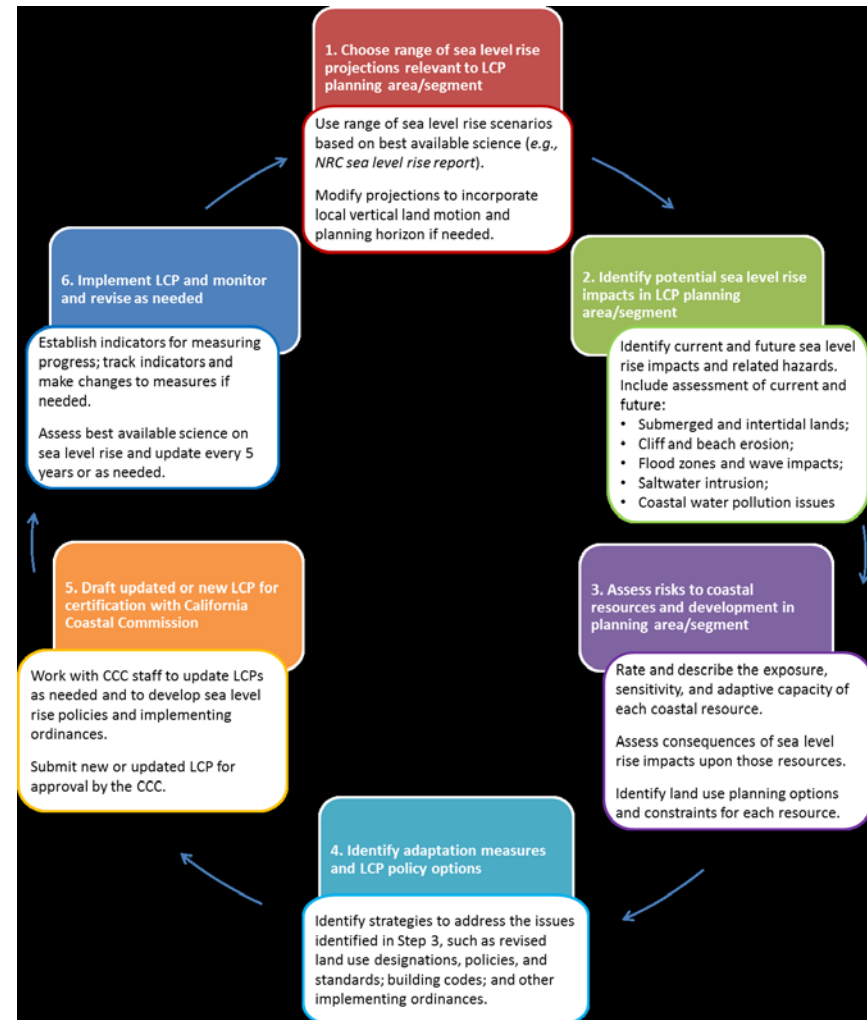 1. Choose range of sea level rise
projections relevant to LCP
planning area/segment
Use range of sea level rise scenarios
based on best available science (e.g.,
NRC sea level rise report).
Modify projections to incorporate
local vertical land motion and
planning horizon if needed.
2. Identify potential sea level rise
impacts in LCP planning
area/segment
Identify current and future sea level
rise impacts and related hazards.
Include assessment of current and
future:
• Submerged and intertidal lands;
• Cliff and beach erosion;
• Flood zones and wave impacts;
• Saltwater intrusion;
• Coastal water pollution issues
3. Assess risks to coastal
resources and development in
planning area/segment
Rate and describe the exposure,
sensitivity, and adaptive capacity of
each coastal resource.
Assess consequences of sea level
rise impacts upon those resources.
Identify land use planning options
and constraints for each resource.
4. Identify adaptation measures
and LCP policy options
Identify strategies to address the issues
identified in Step 3, such as revised
land use designations, policies, and
standards; building codes; and other
implementing ordinances.
5. Draft updated or new LCP for
certification with California
Coastal Commission
Work with CCC staff to update LCPs
as needed and to develop sea level
rise policies and implementing
ordinances.
Submit new or updated LCP for
approval by the CCC.
6. Implement LCP and monitor
and revise as needed
Establish indicators for measuring
progress; track indicators and
make changes to measures if
needed.
Assess best available science on
sea level rise and update every 5
years or as needed.